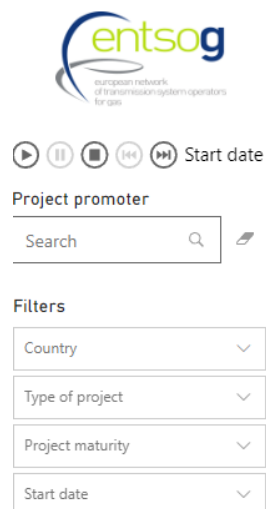 entsog
european network
of transmission system operators
for gas
Start date
Project promoter
Search
Filters
Country
Type of project
Project maturity
Start date